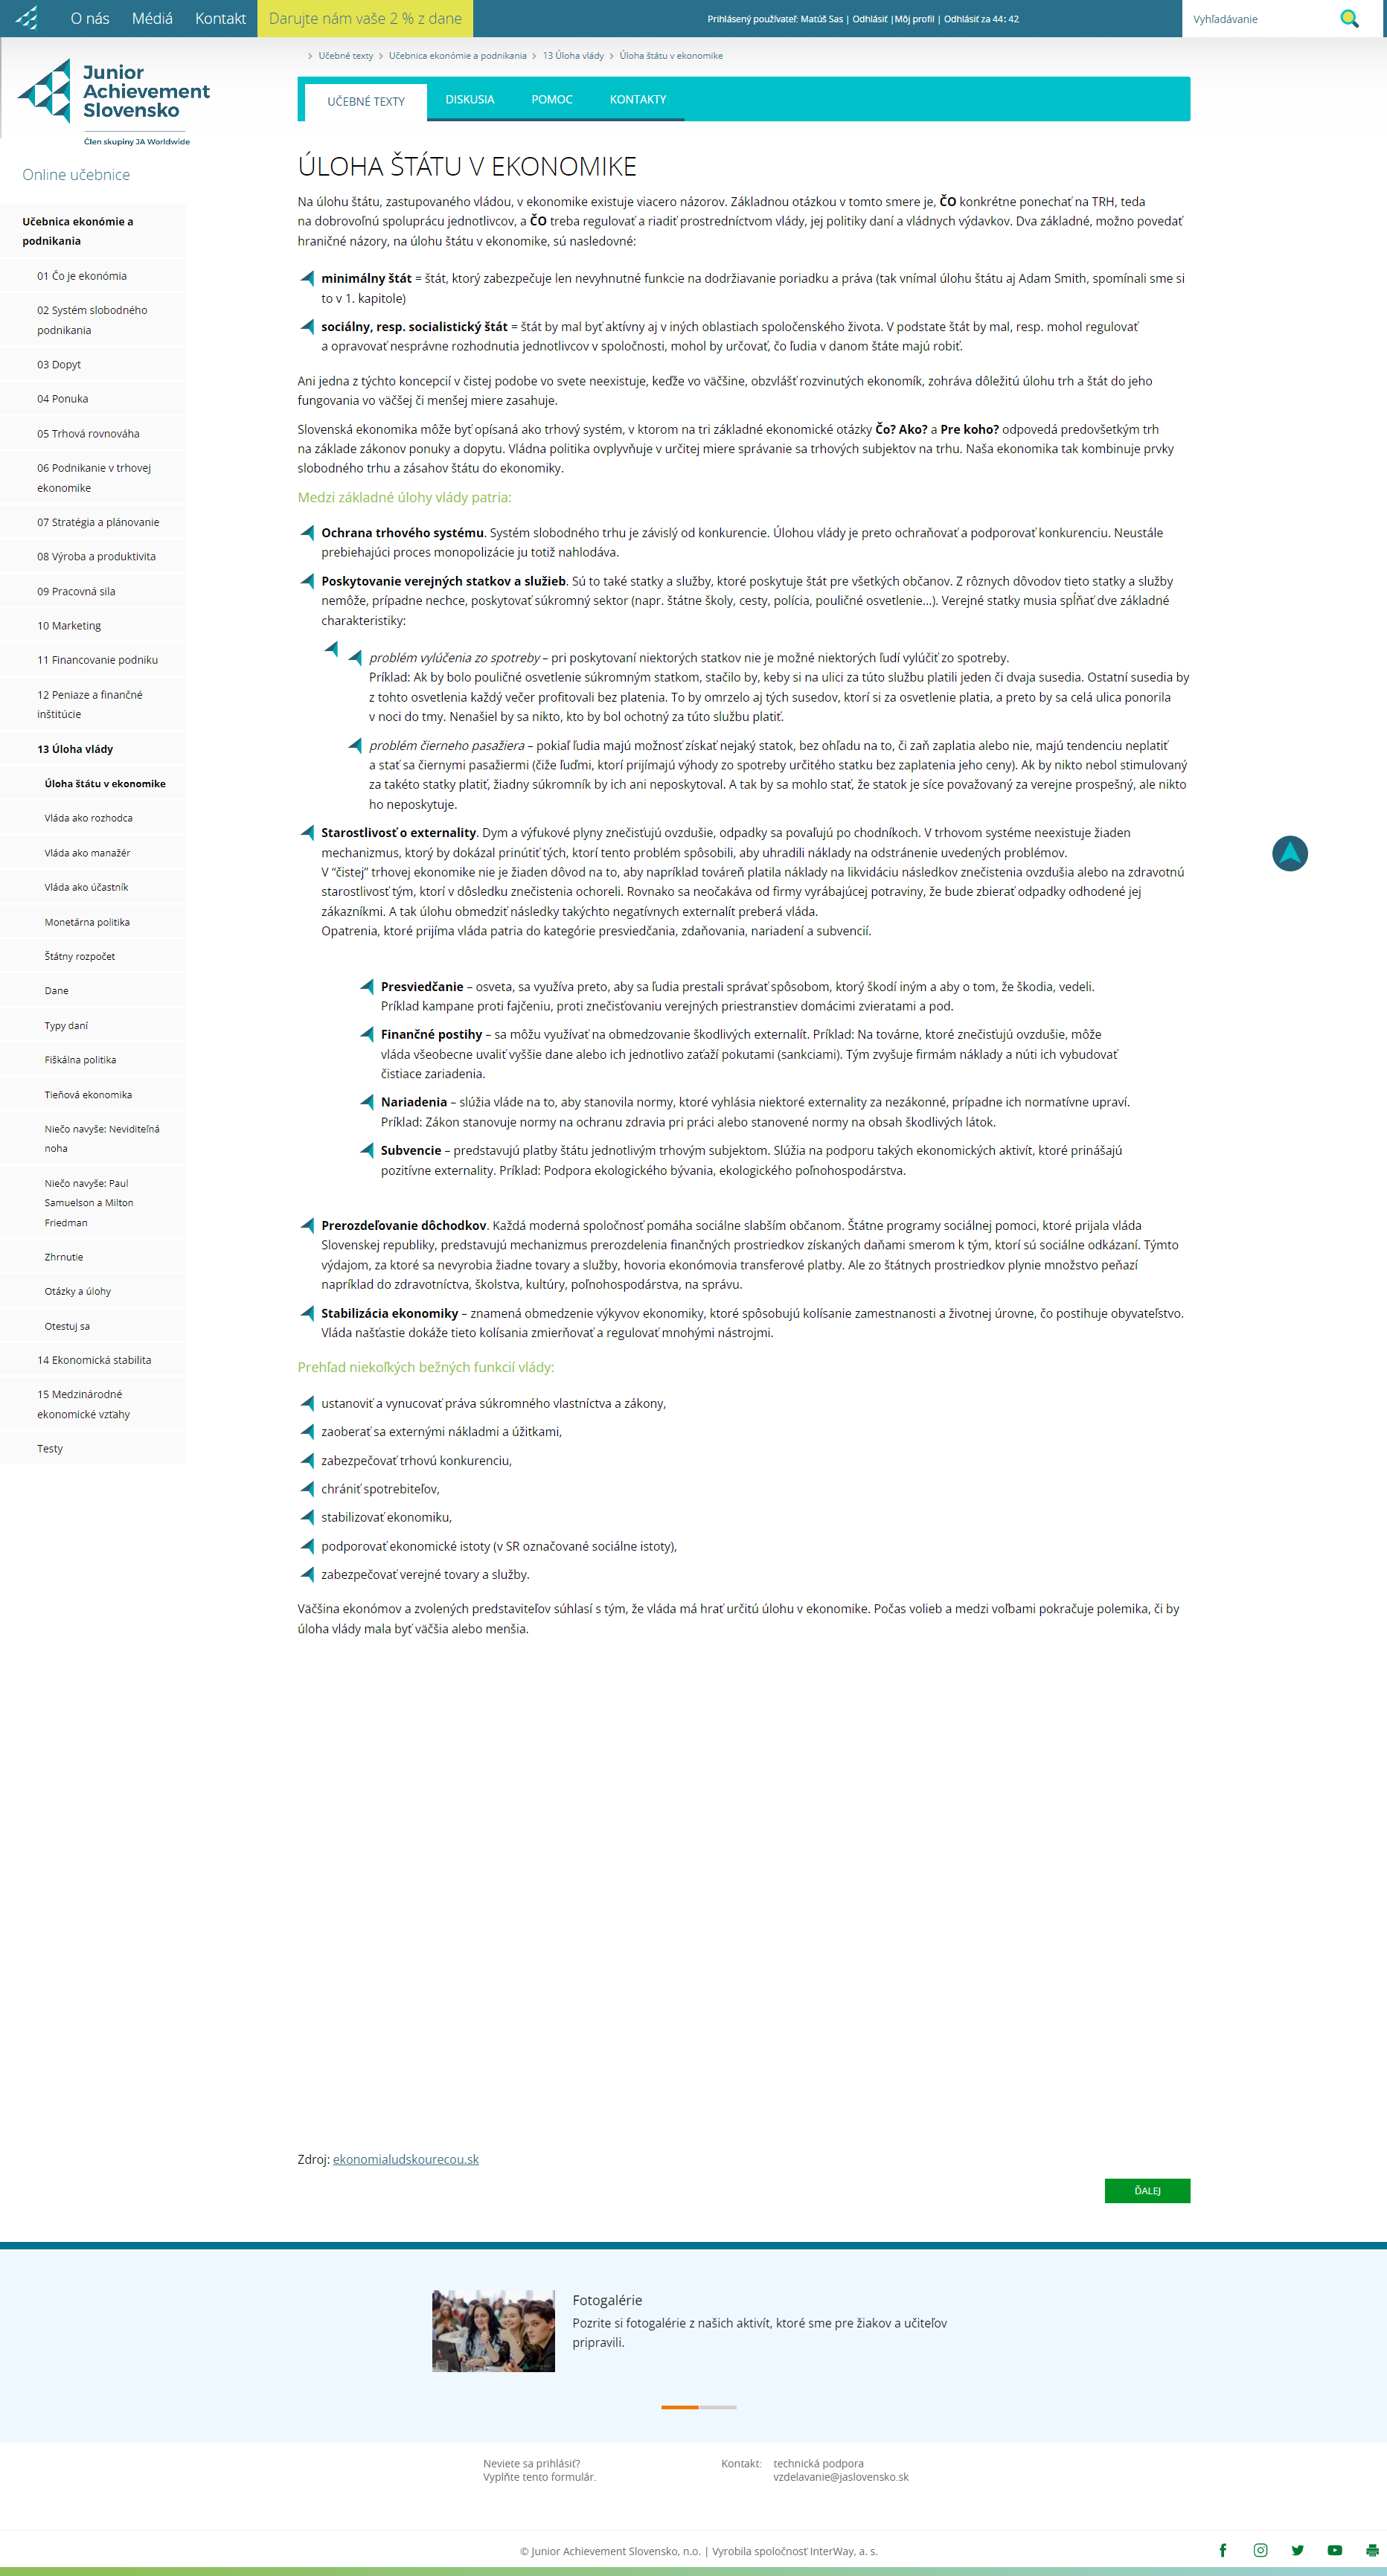 O nás Médiá Kontakt Darujte nám vaše 2 % z dane
Prihlásený používateľ: Matúš Sas | Odhlásiť |Môj profil | Odhlásiť za 44: 42
Vyhľadávanie
Junior
Achievement
Slovensko
Člen skupiny JA Worldwide
Online učebnice
Učebnica ekonómie a
podnikania
01 Čo je ekonómia
02 Systém slobodného
podnikania
03 Dopyt
04 Ponuka
05 Trhová rovnováha
06 Podnikanie v trhovej
ekonomike
07 Stratégia a plánovanie
08 Výroba a produktivita
09 Pracovná sila
10 Marketing
11 Financovanie podniku
12 Peniaze a finančné
inštitúcie
13 Úloha vlády
Úloha štátu v ekonomike
Vláda ako rozhodca
Vláda ako manažér
Vláda ako účastník
Monetárna politika
Štátny rozpočet
Dane
Typy daní
Fiškálna politika
Tieňová ekonomika
Niečo navyše: Neviditeľná
noha
Niečo navyše: Paul
Samuelson a Milton
Friedman
Zhrnutie
Otázky a úlohy
Otestuj sa
14 Ekonomická stabilita
15 Medzinárodné
ekonomické vzťahy
Testy
Učebné texty Učebnica ekonómie a podnikania 13 Úloha vlády Úloha štátu v ekonomike
UČEBNÉ TEXTY DISKUSIA POMOC KONTAKTY
ÚLOHA ŠTÁTU V EKONOMIKE
Na úlohu štátu, zastupovaného vládou, v ekonomike existuje viacero názorov. Základnou otázkou v tomto smere je, ČO konkrétne ponechať na TRH, teda
na dobrovoľnú spoluprácu jednotlivcov, a ČO treba regulovať a riadiť prostredníctvom vlády, jej politiky daní a vládnych výdavkov. Dva základné, možno povedať
hraničné názory, na úlohu štátu v ekonomike, sú nasledovné:
minimálny štát = štát, ktorý zabezpečuje len nevyhnutné funkcie na dodržiavanie poriadku a práva (tak vnímal úlohu štátu aj Adam Smith, spomínali sme si
to v 1. kapitole)
sociálny, resp. socialistický štát = štát by mal byť aktívny aj v iných oblastiach spoločenského života. V podstate štát by mal, resp. mohol regulovať
a opravovať nesprávne rozhodnutia jednotlivcov v spoločnosti, mohol by určovať, čo ľudia v danom štáte majú robiť.
Ani jedna z týchto koncepcií v čistej podobe vo svete neexistuje, keďže vo väčšine, obzvlášť rozvinutých ekonomík, zohráva dôležitú úlohu trh a štát do jeho
fungovania vo väčšej či menšej miere zasahuje.
Slovenská ekonomika môže byť opísaná ako trhový systém, v ktorom na tri základné ekonomické otázky Čo? Ako? a Pre koho? odpovedá predovšetkým trh
na základe zákonov ponuky a dopytu. Vládna politika ovplyvňuje v určitej miere správanie sa trhových subjektov na trhu. Naša ekonomika tak kombinuje prvky
slobodného trhu a zásahov štátu do ekonomiky.
Medzi základné úlohy vlády patria:
Ochrana trhového systému. Systém slobodného trhu je závislý od konkurencie. Úlohou vlády je preto ochraňovať a podporovať konkurenciu. Neustále
prebiehajúci proces monopolizácie ju totiž nahlodáva.
Poskytovanie verejných statkov a služieb. Sú to také statky a služby, ktoré poskytuje štát pre všetkých občanov. Z rôznych dôvodov tieto statky a služby
nemôže, prípadne nechce, poskytovať súkromný sektor (napr. štátne školy, cesty, polícia, pouličné osvetlenie...). Verejné statky musia spĺňať dve základné
charakteristiky:
problém vylúčenia zo spotreby – pri poskytovaní niektorých statkov nie je možné niektorých ľudí vylúčiť zo spotreby.
Príklad: Ak by bolo pouličné osvetlenie súkromným statkom, stačilo by, keby si na ulici za túto službu platili jeden či dvaja susedia. Ostatní susedia by
z tohto osvetlenia každý večer profitovali bez platenia. To by omrzelo aj tých susedov, ktorí si za osvetlenie platia, a preto by sa celá ulica ponorila
v noci do tmy. Nenašiel by sa nikto, kto by bol ochotný za túto službu platiť.
problém čierneho pasažiera – pokiaľ ľudia majú možnosť získať nejaký statok, bez ohľadu na to, či zaň zaplatia alebo nie, majú tendenciu neplatiť
a stať sa čiernymi pasažiermi (čiže ľuďmi, ktorí prijímajú výhody zo spotreby určitého statku bez zaplatenia jeho ceny). Ak by nikto nebol stimulovaný
za takéto statky platiť, žiadny súkromník by ich ani neposkytoval. A tak by sa mohlo stať, že statok je síce považovaný za verejne prospešný, ale nikto
ho neposkytuje.
Starostlivosť o externality. Dym a výfukové plyny znečisťujú ovzdušie, odpadky sa povaľujú po chodníkoch. V trhovom systéme neexistuje žiaden
mechanizmus, ktorý by dokázal prinútiť tých, ktorí tento problém spôsobili, aby uhradili náklady na odstránenie uvedených problémov.
V “čistej” trhovej ekonomike nie je žiaden dôvod na to, aby napríklad továreň platila náklady na likvidáciu následkov znečistenia ovzdušia alebo na zdravotnú
starostlivosť tým, ktorí v dôsledku znečistenia ochoreli. Rovnako sa neočakáva od firmy vyrábajúcej potraviny, že bude zbierať odpadky odhodené jej
zákazníkmi. A tak úlohu obmedziť následky takýchto negatívnych externalít preberá vláda.
Opatrenia, ktoré prijíma vláda patria do kategórie presviedčania, zdaňovania, nariadení a subvencií.
Presviedčanie – osveta, sa využíva preto, aby sa ľudia prestali správať spôsobom, ktorý škodí iným a aby o tom, že škodia, vedeli.
Príklad kampane proti fajčeniu, proti znečisťovaniu verejných priestranstiev domácimi zvieratami a pod.
Finančné postihy – sa môžu využívať na obmedzovanie škodlivých externalít. Príklad: Na továrne, ktoré znečisťujú ovzdušie, môže
vláda všeobecne uvaliť vyššie dane alebo ich jednotlivo zaťaží pokutami (sankciami). Tým zvyšuje firmám náklady a núti ich vybudovať
čistiace zariadenia.
Nariadenia – slúžia vláde na to, aby stanovila normy, ktoré vyhlásia niektoré externality za nezákonné, prípadne ich normatívne upraví.
Príklad: Zákon stanovuje normy na ochranu zdravia pri práci alebo stanovené normy na obsah škodlivých látok.
Subvencie – predstavujú platby štátu jednotlivým trhovým subjektom. Slúžia na podporu takých ekonomických aktivít, ktoré prinášajú
pozitívne externality. Príklad: Podpora ekologického bývania, ekologického poľnohospodárstva.
Prerozdeľovanie dôchodkov. Každá moderná spoločnosť pomáha sociálne slabším občanom. Štátne programy sociálnej pomoci, ktoré prijala vláda
Slovenskej republiky, predstavujú mechanizmus prerozdelenia finančných prostriedkov získaných daňami smerom k tým, ktorí sú sociálne odkázaní. Týmto
výdajom, za ktoré sa nevyrobia žiadne tovary a služby, hovoria ekonómovia transferové platby. Ale zo štátnych prostriedkov plynie množstvo peňazí
napríklad do zdravotníctva, školstva, kultúry, poľnohospodárstva, na správu.
Stabilizácia ekonomiky – znamená obmedzenie výkyvov ekonomiky, ktoré spôsobujú kolísanie zamestnanosti a životnej úrovne, čo postihuje obyvateľstvo.
Vláda našťastie dokáže tieto kolísania zmierňovať a regulovať mnohými nástrojmi.
Prehľad niekoľkých bežných funkcií vlády:
ustanoviť a vynucovať práva súkromného vlastníctva a zákony,
zaoberať sa externými nákladmi a úžitkami,
zabezpečovať trhovú konkurenciu,
chrániť spotrebiteľov,
stabilizovať ekonomiku,
podporovať ekonomické istoty (v SR označované sociálne istoty),
zabezpečovať verejné tovary a služby.
Väčšina ekonómov a zvolených predstaviteľov súhlasí s tým, že vláda má hrať určitú úlohu v ekonomike. Počas volieb a medzi voľbami pokračuje polemika, či by
úloha vlády mala byť väčšia alebo menšia.
Zdroj: ekonomialudskourecou.sk
ĎALEJ
Fotogalérie
Pozrite si fotogalérie z našich aktivít, ktoré sme pre žiakov a učiteľov
pripravili.
Neviete sa prihlásiť?
Vyplňte tento formulár.
Kontakt: technická podpora
vzdelavanie@jaslovensko.sk
© Junior Achievement Slovensko, n.o. | Vyrobila spoločnosť InterWay, a. s.